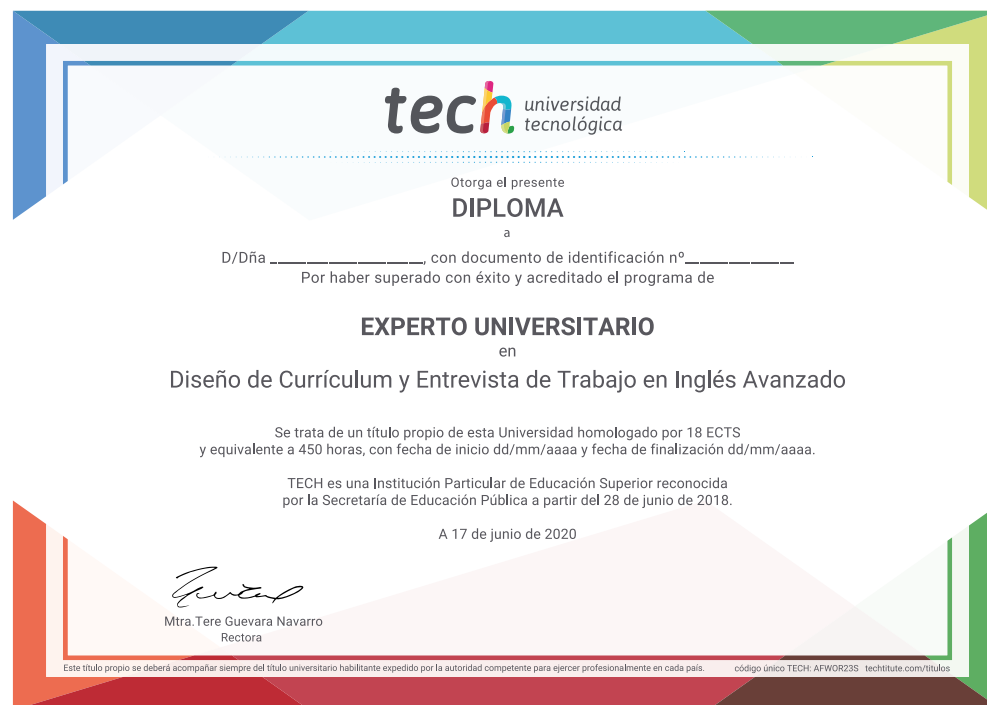 tech universidad
tecnológica
Otorga el presente
DIPLOMA
a
D/Dña ____________________, con documento de identificación nº______________
Por haber superado con éxito y acreditado el programa de
EXPERTO UNIVERSITARIO
en
Diseño de Currículum y Entrevista de Trabajo en Inglés Avanzado
Se trata de un título propio de esta Universidad homologado por 18 ECTS
y equivalente a 450 horas, con fecha de inicio dd/mm/aaaa y fecha de finalización dd/mm/aaaa.
TECH es una Institución Particular de Educación Superior reconocida
por la Secretaría de Educación Pública a partir del 28 de junio de 2018.
A 17 de junio de 2020
Mtra.Tere Guevara Navarro
Rectora
Este título propio se deberá acompañar siempre del título universitario habilitante expedido por la autoridad competente para ejercer profesionalmente en cada país. código único TECH: AFWOR23S techtitute.com/titulos